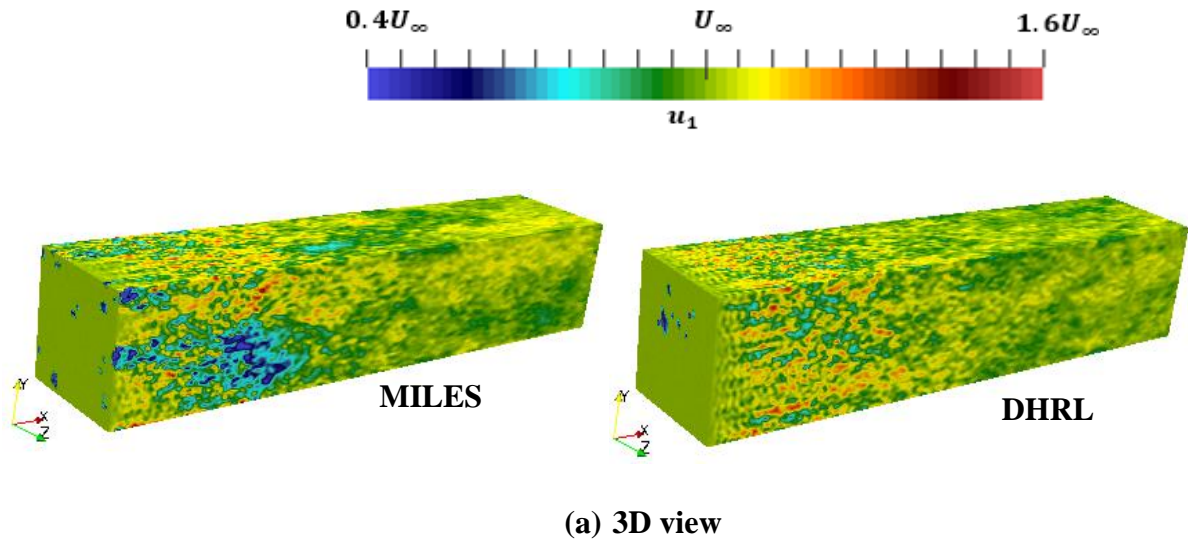 0.4U∞ U∞ 1.6U∞
u₁
Y X Z
MILES
Y X Z
DHRL
(a) 3D view